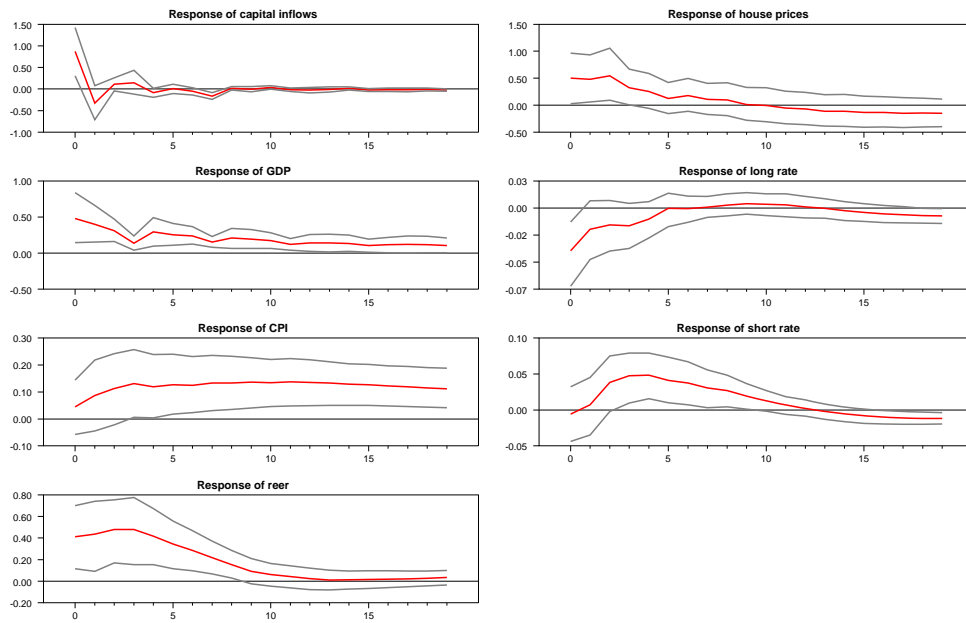 Response of capital inflows
1.50
1.00
0.50
0.00
-0.50
-1.00
0 5 10 15
Response of house prices
1.50
1.00
0.50
0.00
-0.50
0 5 10 15
Response of GDP
1.00
0.50
0.00
-0.50
0 5 10 15
Response of long rate
0.03
0.00
-0.02
-0.05
-0.07
0 5 10 15
Response of CPI
0.30
0.20
0.10
0.00
-0.10
0 5 10 15
Response of short rate
0.10
0.05
0.00
-0.05
0 5 10 15
Response of reer
0.80
0.60
0.40
0.20
0.00
-0.20
0 5 10 15